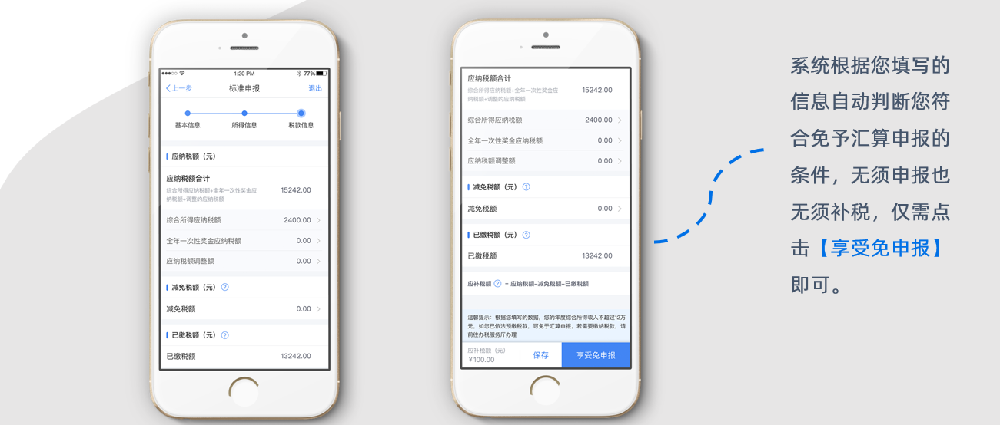 1:20 PM
77%
上一步
标准申报
退出
基本信息
所得信息
税款信息
应纳税额（元）
应纳税额合计
综合所得应纳税额+全年一次性奖金应
纳税额+调整的应纳税额
15242.00
综合所得应纳税额
2400.00
全年一次性奖金应纳税额
0.00
应纳税额调整额
0.00
减免税额（元）
?
减免税额
0.00
已缴税额（元）
?
已缴税额
13242.00
应纳税额合计
综合所得应纳税额+全年一次性奖金应
纳税额+调整的应纳税额
15242.00
综合所得应纳税额
2400.00
全年一次性奖金应纳税额
0.00
应纳税额调整额
0.00
减免税额（元）
?
减免税额
0.00
已缴税额（元）
?
已缴税额
13242.00
应补税额 ? = 应纳税额-减免税额-已缴税额
温馨提示：根据您填写的数据，您的年度综合所得收入不超过12万
元，如您已依法预缴税款，可免于汇算申报。若需要缴纳税款，请
前往办税服务厅办理
应补税额（元）
¥100.00
保存
享受免申报
系统根据您填写的
信息自动判断您符
合免予汇算申报的
条件，无须申报也
无须补税，仅需点
击【享受免申报】
即可。